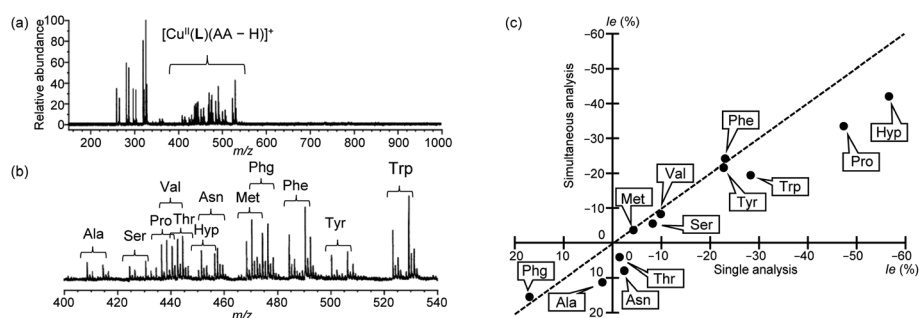 (a)
Relative abundance
100
80
60
40
20
0
[Cuᴵᴵ(L)(AA − H)]⁺
200 300 400 500 600 700 800 900 1000
m/z
(b)
Ala
Ser
Pro
Val
Thr
Asn
Hyp
Met
Phg
Phe
Tyr
Trp
400 420 440 460 480 500 520 540
m/z
(c)
Ie (%)
Simultaneous analysis
−60
−50
−40
−30
−20
−10
0
10
20
20 10 0 −10 −20 −30 −40 −50 −60
Single analysis
Ie (%)
Phe
Hyp
Pro
Val
Met
Tyr
Trp
Ser
Phg
Ala
Thr
Asn